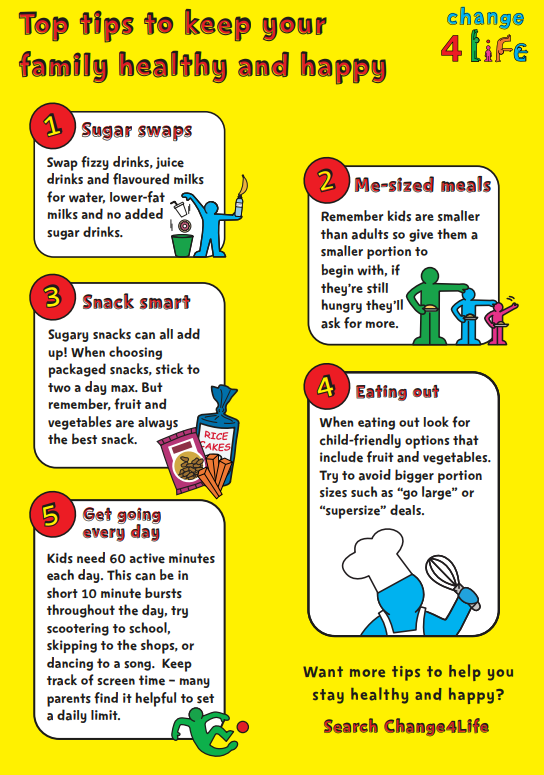 Top tips to keep your
family healthy and happy
change
4 LiFE
1
Sugar swaps
Swap fizzy drinks, juice
drinks and flavoured milks
for water, lower-fat
milks and no added
sugar drinks.
2
Me-sized meals
Remember kids are smaller
than adults so give them a
smaller portion to
begin with, if
they're still
hungry they'll
ask for more.
3
Snack smart
Sugary snacks can all add
up! When choosing
packaged snacks, stick to
two a day max. But
remember, fruit and
vegetables are always
the best snack.
RICE
CAKES
4
Eating out
When eating out look for
child-friendly options that
include fruit and vegetables.
Try to avoid bigger portion
sizes such as “go large” or
“supersize” deals.
5
Get going
every day
Kids need 60 active minutes
each day. This can be in
short 10 minute bursts
throughout the day, try
scootering to school,
skipping to the shops, or
dancing to a song. Keep
track of screen time – many
parents find it helpful to set
a daily limit.
Want more tips to help you
stay healthy and happy?
Search Change4Life